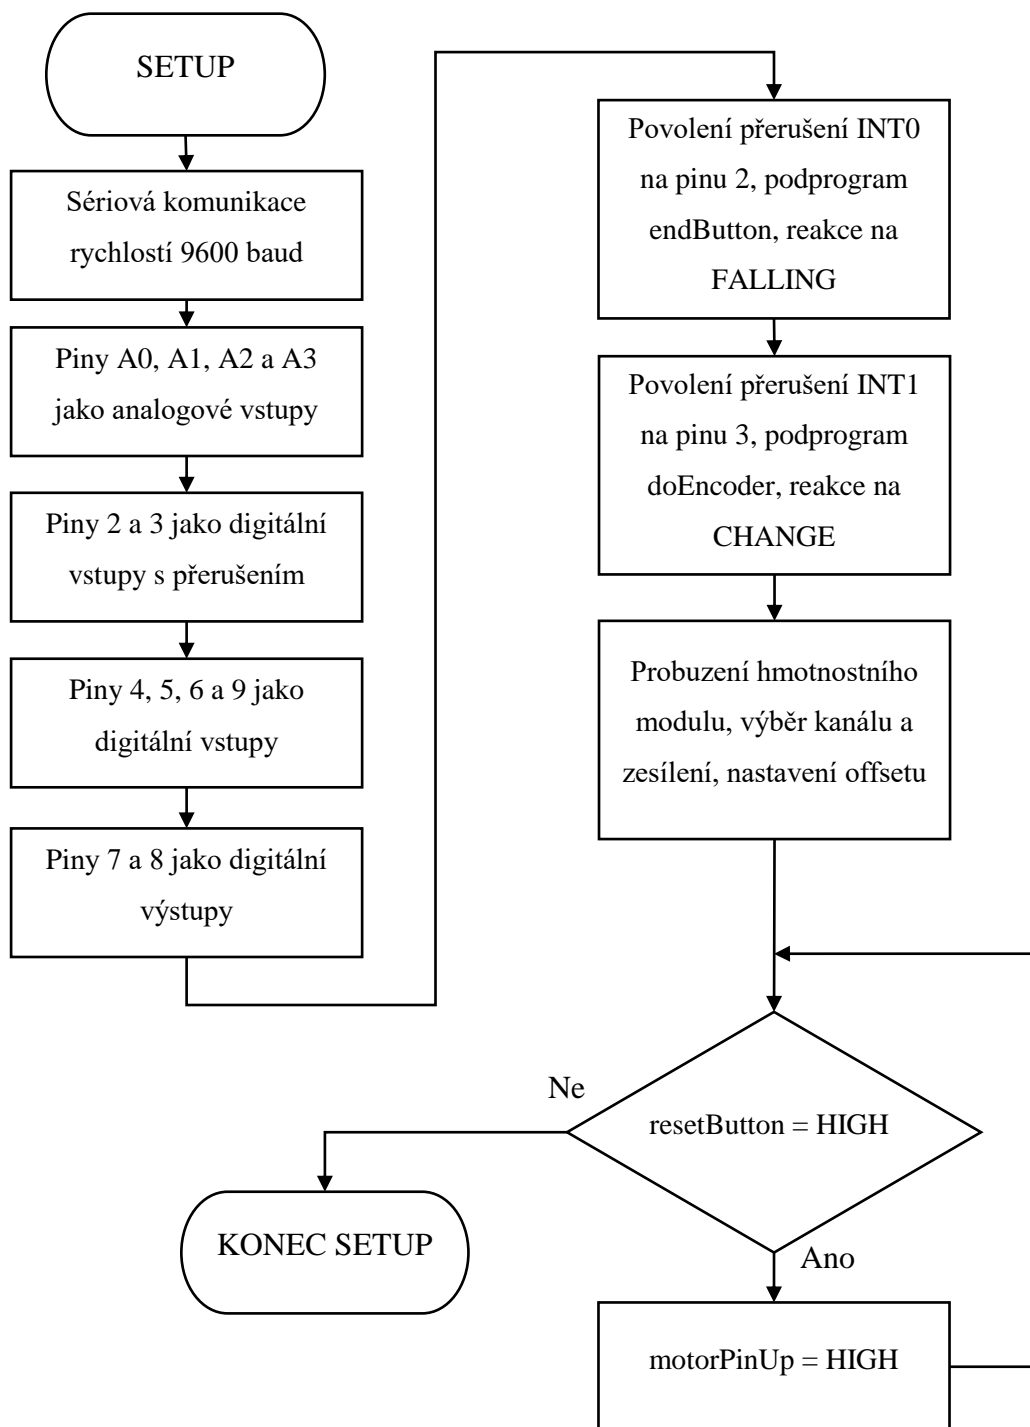 SETUP
Sériová komunikace
rychlostí 9600 baud
Piny A0, A1, A2 a A3
jako analogové vstupy
Piny 2 a 3 jako digitální
vstupy s přerušením
Piny 4, 5, 6 a 9 jako
digitální vstupy
Piny 7 a 8 jako digitální
výstupy
Povolení přerušení INT0
na pinu 2, podprogram
endButton, reakce na
FALLING
Povolení přerušení INT1
na pinu 3, podprogram
doEncoder, reakce na
CHANGE
Probuzení hmotnostního
modulu, výběr kanálu a
zesílení, nastavení offsetu
resetButton = HIGH
Ne
KONEC SETUP
Ano
motorPinUp = HIGH